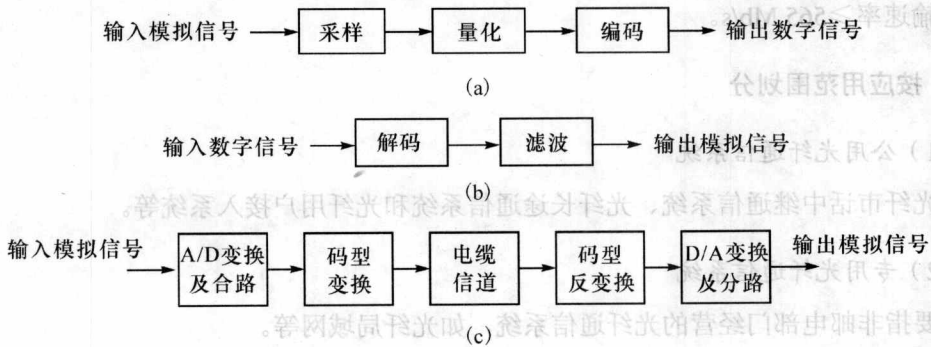 输入模拟信号 采样 量化 编码 输出数字信号
(a)
输入数字信号 解码 滤波 输出模拟信号
(b)
输入模拟信号
A/D变换
及合路
码型
变换
电缆
信道
码型
反变换
D/A变换
及分路
输出模拟信号
(c)